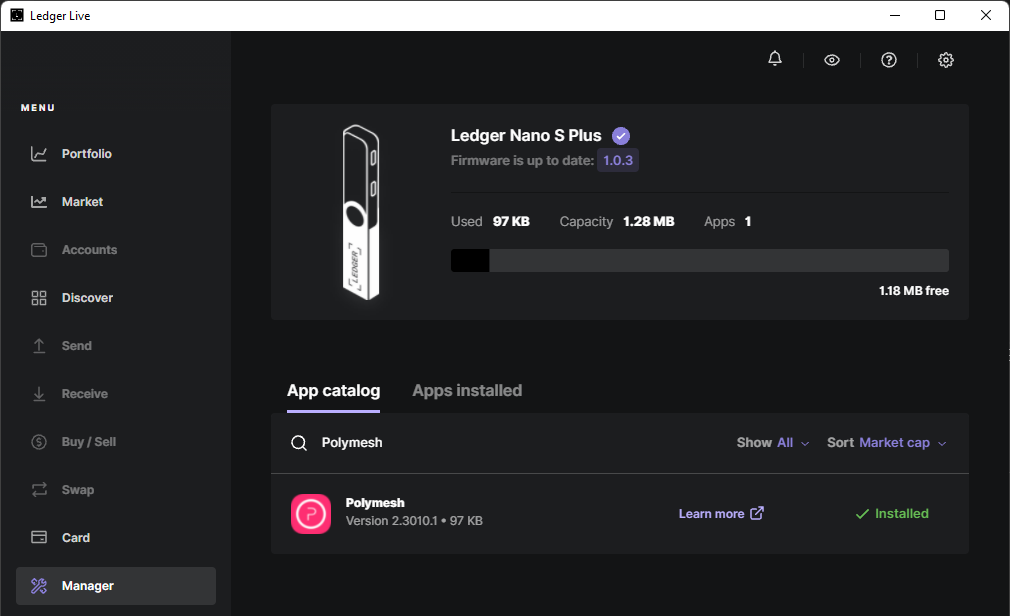 Ledger Live
MENU
Portfolio
Market
Accounts
Discover
Send
Receive
Buy / Sell
Swap
Card
Manager
LEDGER
Ledger Nano S Plus
Firmware is up to date: 1.0.3
Used 97 KB Capacity 1.28 MB Apps 1
1.18 MB free
App catalog Apps installed
Polymesh Show All Sort Market cap
Polymesh
Version 2.3010.1 • 97 KB
Learn more
Installed